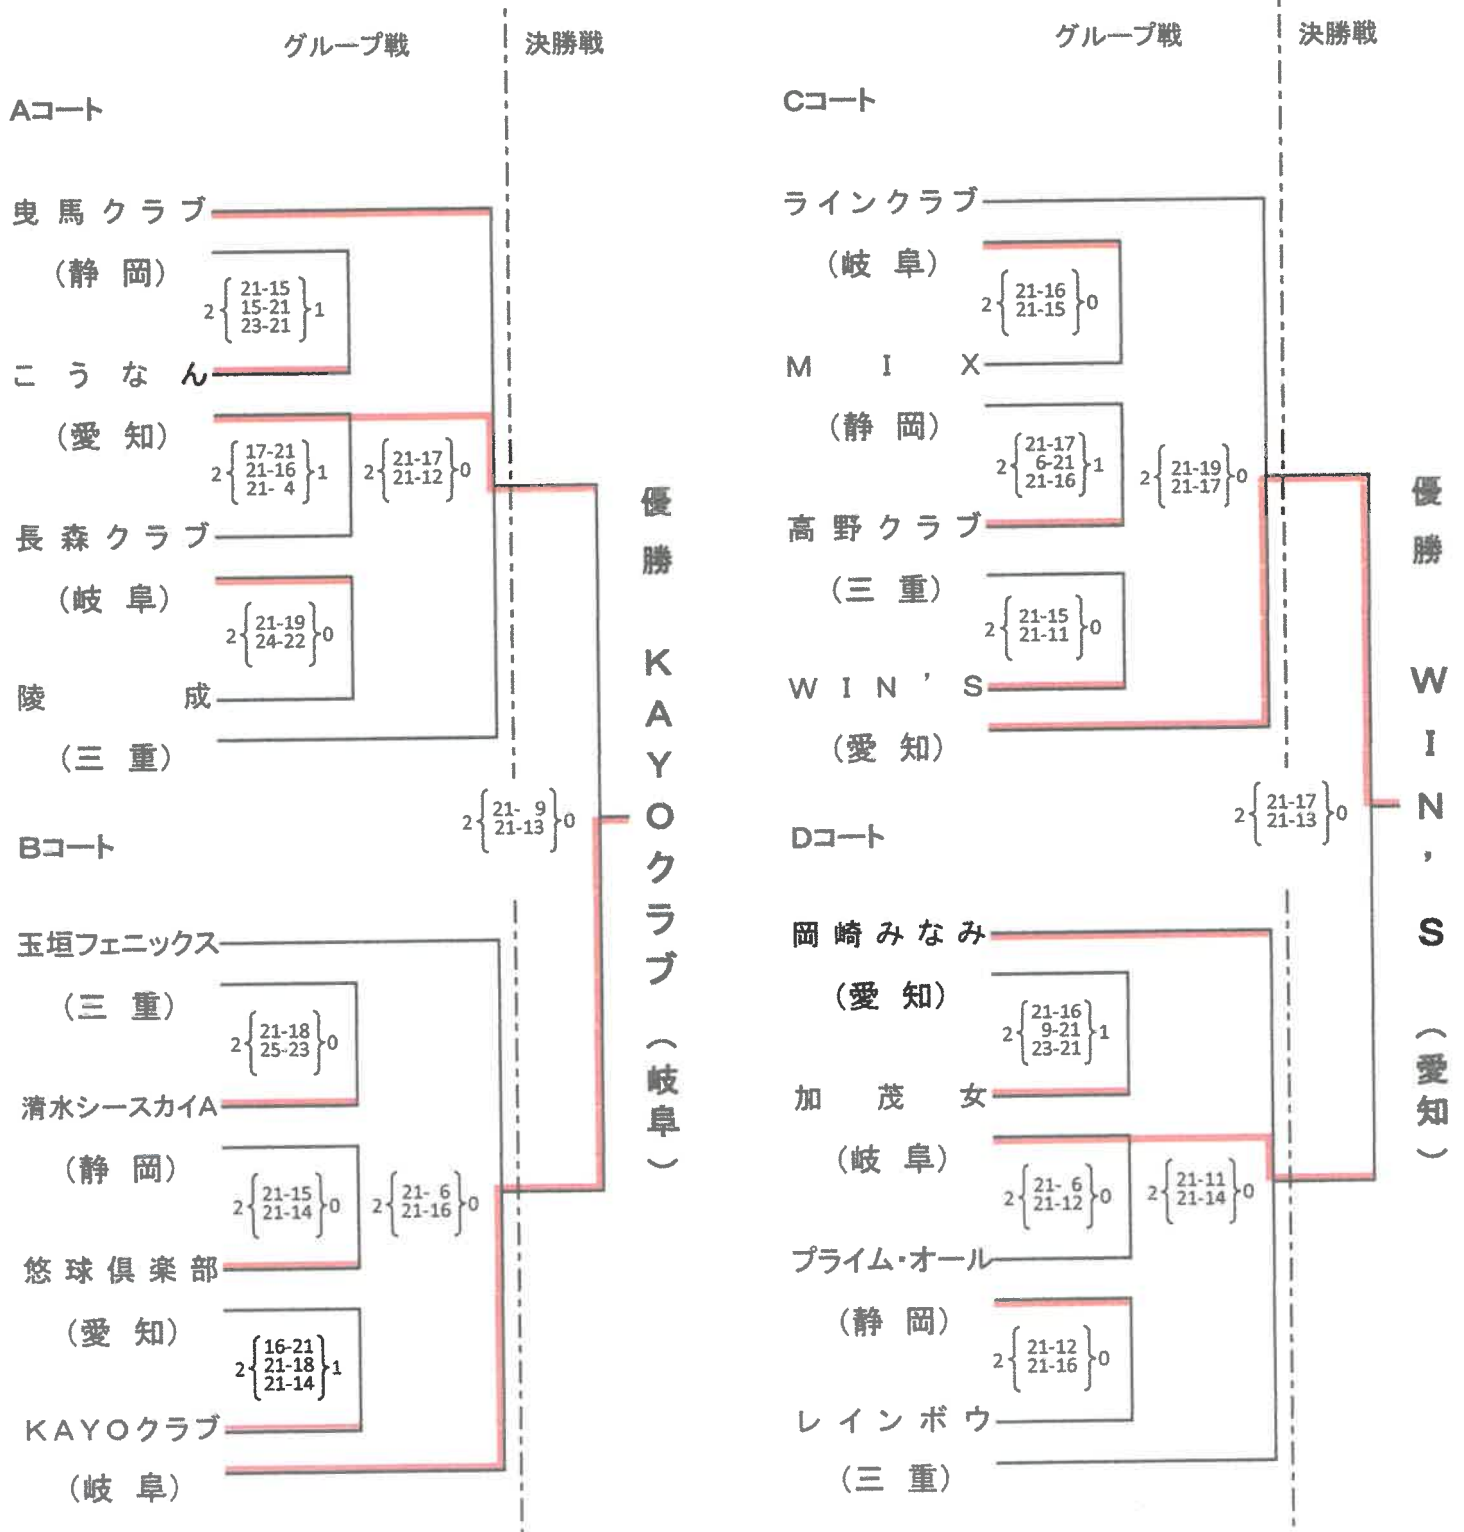 グループ戦 決勝戦
Aコート
曳馬クラブ
(静岡)
2 21-15 15-21 23-21 1
こうなん
(愛知)
2 17-21 21-16 21- 4 1
2 21-17 21-12 0
長森クラブ
(岐阜)
2 21-19 24-22 0
陵成
(三重)
2 21- 9 21-13 0
Bコート
玉垣フェニックス
(三重)
2 21-18 25-23 0
清水シースカイA
(静岡)
2 21-15 21-14 0
2 21- 6 21-16 0
悠球倶楽部
(愛知)
2 16-21 21-18 21-14 1
KAYOクラブ
(岐阜)
優勝 KAYOクラブ (岐阜)
グループ戦 決勝戦
Cコート
ラインクラブ
(岐阜)
2 21-16 21-15 0
MIX
(静岡)
2 21-17 6-21 21-16 1
2 21-19 21-17 0
高野クラブ
(三重)
2 21-15 21-11 0
WIN'S
(愛知)
2 21-17 21-13 0
Dコート
岡崎みなみ
(愛知)
2 21-16 9-21 23-21 1
加茂女
(岐阜)
2 21- 6 21-12 0
2 21-11 21-14 0
プライム・オール
(静岡)
2 21-12 21-16 0
レインボウ
(三重)
優勝 WIN'S (愛知)